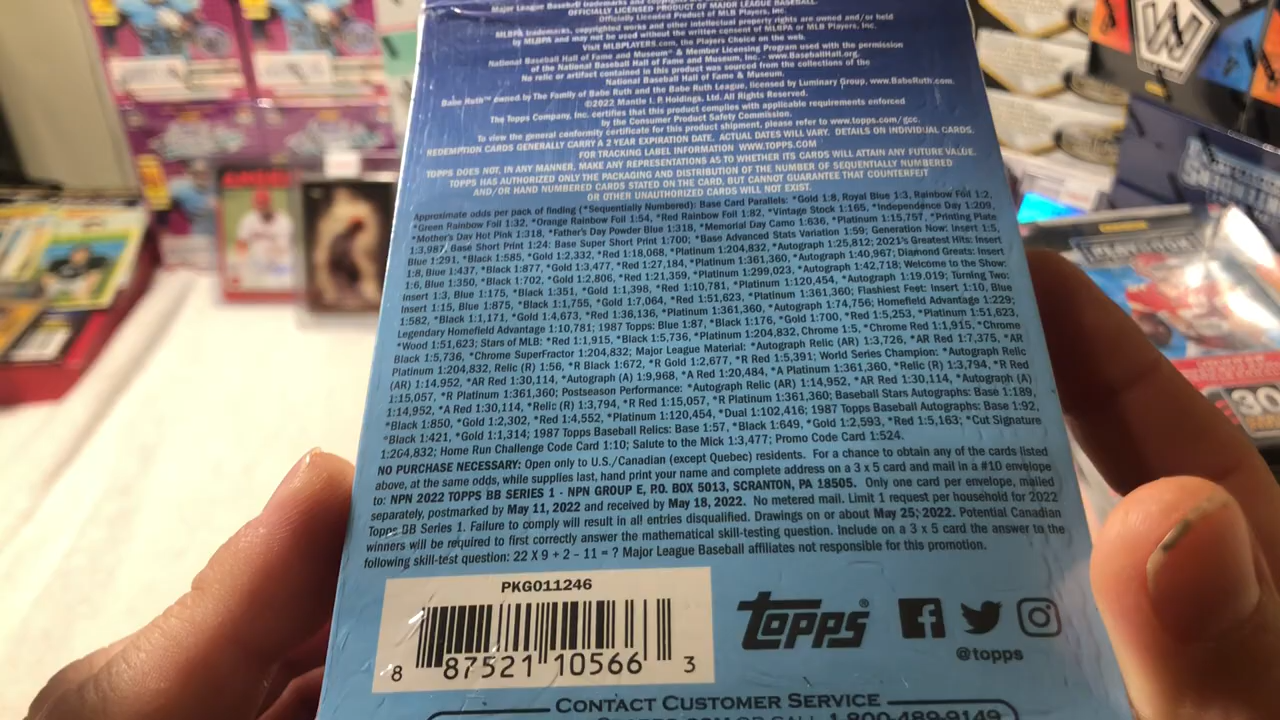 Major League Baseball trademarks and copyrights
OFFICIALLY LICENSED PRODUCT OF MAJOR LEAGUE BASEBALL.
Officially Licensed Product of MLB Players, Inc.
MLBPA trademarks, copyrighted works and other intellectual property rights are owned and/or held
by MLBPA and may not be used without the written consent of MLBPA or MLB Players, Inc.
Visit MLBPLAYERS.com, the Players Choice on the web.
National Baseball Hall of Fame and Museum® & Member Licensing Program used with the permission
of the National Baseball Hall of Fame and Museum, Inc. - www.BaseballHall.org.
No relic or artifact contained in this product was sourced from the collections of the
National Baseball Hall of Fame & Museum.
Babe Ruth™ owned by The Family of Babe Ruth and the Babe Ruth League, licensed by Luminary Group, www.BabeRuth.com.
©2022 Mantle I. P. Holdings, Ltd. All Rights Reserved.
The Topps Company, Inc. certifies that this product complies with applicable requirements enforced
by the Consumer Product Safety Commission.
To view the general conformity certificate for this product shipment, please refer to www.topps.com/gcc.
REDEMPTION CARDS GENERALLY CARRY A 2 YEAR EXPIRATION DATE. ACTUAL DATES WILL VARY. DETAILS ON INDIVIDUAL CARDS.
FOR TRACKING LABEL INFORMATION WWW.TOPPS.COM
TOPPS DOES NOT, IN ANY MANNER, MAKE ANY REPRESENTATIONS AS TO WHETHER ITS CARDS WILL ATTAIN ANY FUTURE VALUE.
TOPPS HAS AUTHORIZED ONLY THE PACKAGING AND DISTRIBUTION OF THE NUMBER OF SEQUENTIALLY NUMBERED
AND/OR HAND NUMBERED CARDS STATED ON THE CARD, BUT CANNOT GUARANTEE THAT COUNTERFEIT
OR OTHER UNAUTHORIZED CARDS WILL NOT EXIST.
Approximate odds per pack of finding (*Sequentially Numbered): Base Card Parallels: *Gold 1:8, Royal Blue 1:3, Rainbow Foil 1:2,
*Green Rainbow Foil 1:32, *Orange Rainbow Foil 1:54, *Red Rainbow Foil 1:82, *Vintage Stock 1:165, *Independence Day 1:209,
*Mother's Day Hot Pink 1:318, *Father's Day Powder Blue 1:318, *Memorial Day Camo 1:636, *Platinum 1:15,757, *Printing Plate
1:3,987, Base Short Print 1:24; Base Super Short Print 1:700; *Base Advanced Stats Variation 1:59; Generation Now: Insert 1:5,
Blue 1:291, *Black 1:585, *Gold 1:2,332, *Red 1:18,068, *Platinum 1:204,832, *Autograph 1:25,812; 2021's Greatest Hits: Insert
1:8, Blue 1:437, *Black 1:877, *Gold 1:3,477, *Red 1:27,184, *Platinum 1:361,360, *Autograph 1:40,967; Diamond Greats: Insert
1:6, Blue 1:350, *Black 1:702, *Gold 1:2,806, *Red 1:21,359, *Platinum 1:299,023, *Autograph 1:42,718; Welcome to the Show:
Insert 1:3, Blue 1:175, *Black 1:351, *Gold 1:1,398, *Red 1:10,781, *Platinum 1:120,454, *Autograph 1:19,019; Turning Two:
Insert 1:15, Blue 1:875, *Black 1:1,755, *Gold 1:7,064, *Red 1:51,623, *Platinum 1:361,360; Flashiest Feet: Insert 1:10, Blue
1:582, *Black 1:1,171, *Gold 1:4,673, *Red 1:36,136, *Platinum 1:361,360, *Autograph 1:74,756; Homefield Advantage 1:229;
Legendary Homefield Advantage 1:10,781; 1987 Topps: Blue 1:87, *Black 1:176, *Gold 1:700, *Red 1:5,253, *Platinum 1:51,623,
*Wood 1:51,623; Stars of MLB: *Red 1:1,915, *Black 1:5,736, *Platinum 1:204,832, Chrome 1:5, *Chrome Red 1:1,915, *Chrome
Black 1:5,736, *Chrome SuperFractor 1:204,832; Major League Material: *Autograph Relic (AR) 1:3,726, *AR Red 1:7,375, *AR
Platinum 1:204,832, Relic (R) 1:56, *R Black 1:672, *R Gold 1:2,677, *R Red 1:5,391; World Series Champion: *Autograph Relic
(AR) 1:14,952, *AR Red 1:30,114, *Autograph (A) 1:9,968, *A Red 1:20,484, *A Platinum 1:361,360, *Relic (R) 1:3,794, *R Red
1:15,057, *R Platinum 1:361,360; Postseason Performance: *Autograph Relic (AR) 1:14,952, *AR Red 1:30,114, *Autograph (A)
1:14,952, *A Red 1:30,114, *Relic (R) 1:3,794, *R Red 1:15,057, *R Platinum 1:361,360; Baseball Stars Autographs: Base 1:189,
*Black 1:850, *Gold 1:2,302, *Red 1:4,552, *Platinum 1:120,454, *Dual 1:102,416; 1987 Topps Baseball Autographs: Base 1:92,
*Black 1:421, *Gold 1:1,314; 1987 Topps Baseball Relics: Base 1:57, *Black 1:649, *Gold 1:2,593, *Red 1:5,163; *Cut Signature
1:204,832; Home Run Challenge Code Card 1:10; Salute to the Mick 1:3,477; Promo Code Card 1:524.
NO PURCHASE NECESSARY: Open only to U.S./Canadian (except Quebec) residents. For a chance to obtain any of the cards listed
above, at the same odds, while supplies last, hand print your name and complete address on a 3 x 5 card and mail in a #10 envelope
to: NPN 2022 TOPPS BB SERIES 1 - NPN GROUP E, P.O. BOX 5013, SCRANTON, PA 18505. Only one card per envelope, mailed
separately, postmarked by May 11, 2022 and received by May 18, 2022. No metered mail. Limit 1 request per household for 2022
Topps BB Series 1. Failure to comply will result in all entries disqualified. Drawings on or about May 25, 2022. Potential Canadian
winners will be required to first correctly answer the mathematical skill-testing question. Include on a 3 x 5 card the answer to the
following skill-test question: 22 X 9 + 2 – 11 = ? Major League Baseball affiliates not responsible for this promotion.
PKG011246
8 87521 10566 3
TOPPS®
@topps
CONTACT CUSTOMER SERVICE
OR CALL 1-800-489-9149
30